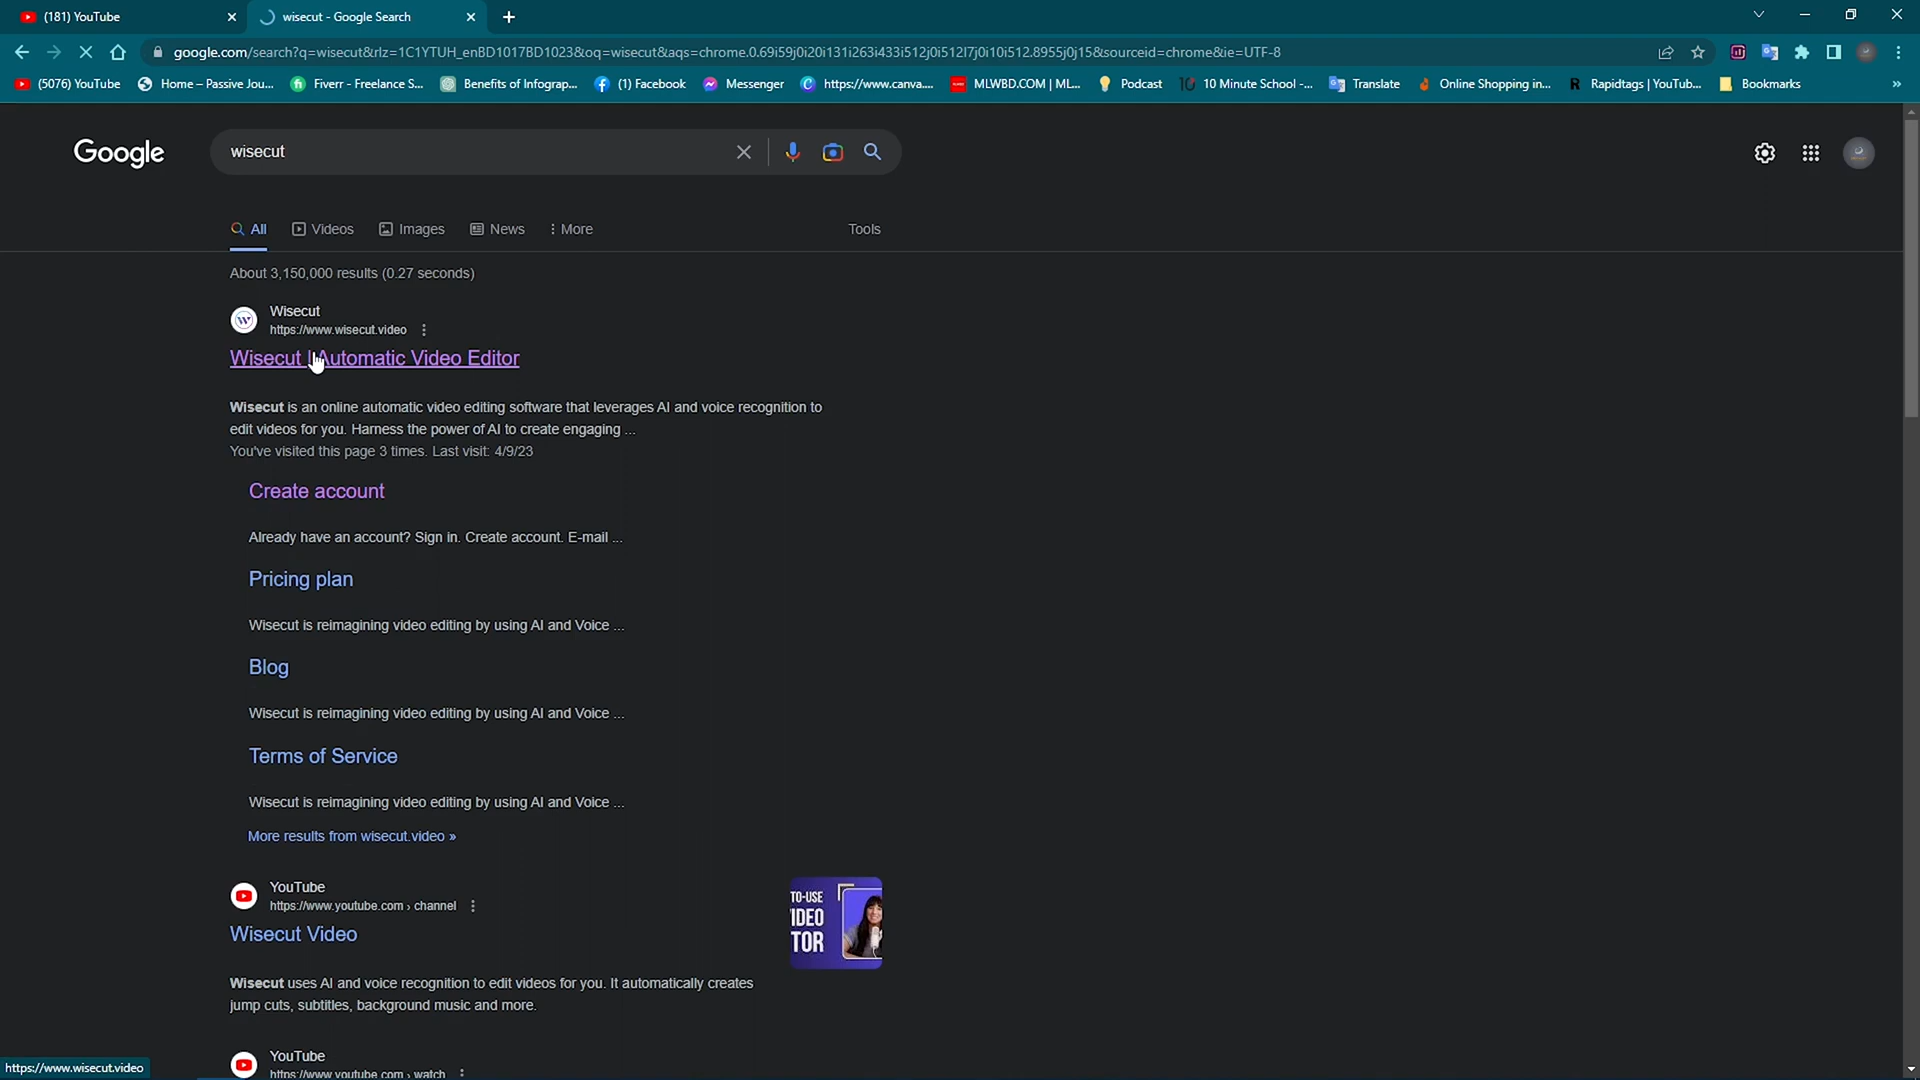 (181) YouTube
wisecut - Google Search
google.com/search?q=wisecut&rlz=1C1YTUH_enBD1017BD1023&oq=wisecut&aqs=chrome.0.69i59j0i20i131i263i433i512j0i512l7j0i10i512.8955j0j15&sourceid=chrome&ie=UTF-8
(5076) YouTube
Home – Passive Jou...
Fiverr - Freelance S...
Benefits of Infograp...
(1) Facebook
Messenger
https://www.canva....
MLWBD.COM | ML...
Podcast
10 Minute School -...
Translate
Online Shopping in...
Rapidtags | YouTub...
Bookmarks
»
Google
wisecut
All
Videos
Images
News
More
Tools
About 3,150,000 results (0.27 seconds)
Wisecut
https://www.wisecut.video
Wisecut | Automatic Video Editor
Wisecut is an online automatic video editing software that leverages AI and voice recognition to
edit videos for you. Harness the power of AI to create engaging ...
You've visited this page 3 times. Last visit: 4/9/23
Create account
Already have an account? Sign in. Create account. E-mail ...
Pricing plan
Wisecut is reimagining video editing by using AI and Voice ...
Blog
Wisecut is reimagining video editing by using AI and Voice ...
Terms of Service
Wisecut is reimagining video editing by using AI and Voice ...
More results from wisecut.video »
YouTube
https://www.youtube.com › channel
Wisecut Video
TO-USE
IDEO
TOR
Wisecut uses AI and voice recognition to edit videos for you. It automatically creates
jump cuts, subtitles, background music and more.
YouTube
https://www.youtube.com › watch
https://www.wisecut.video